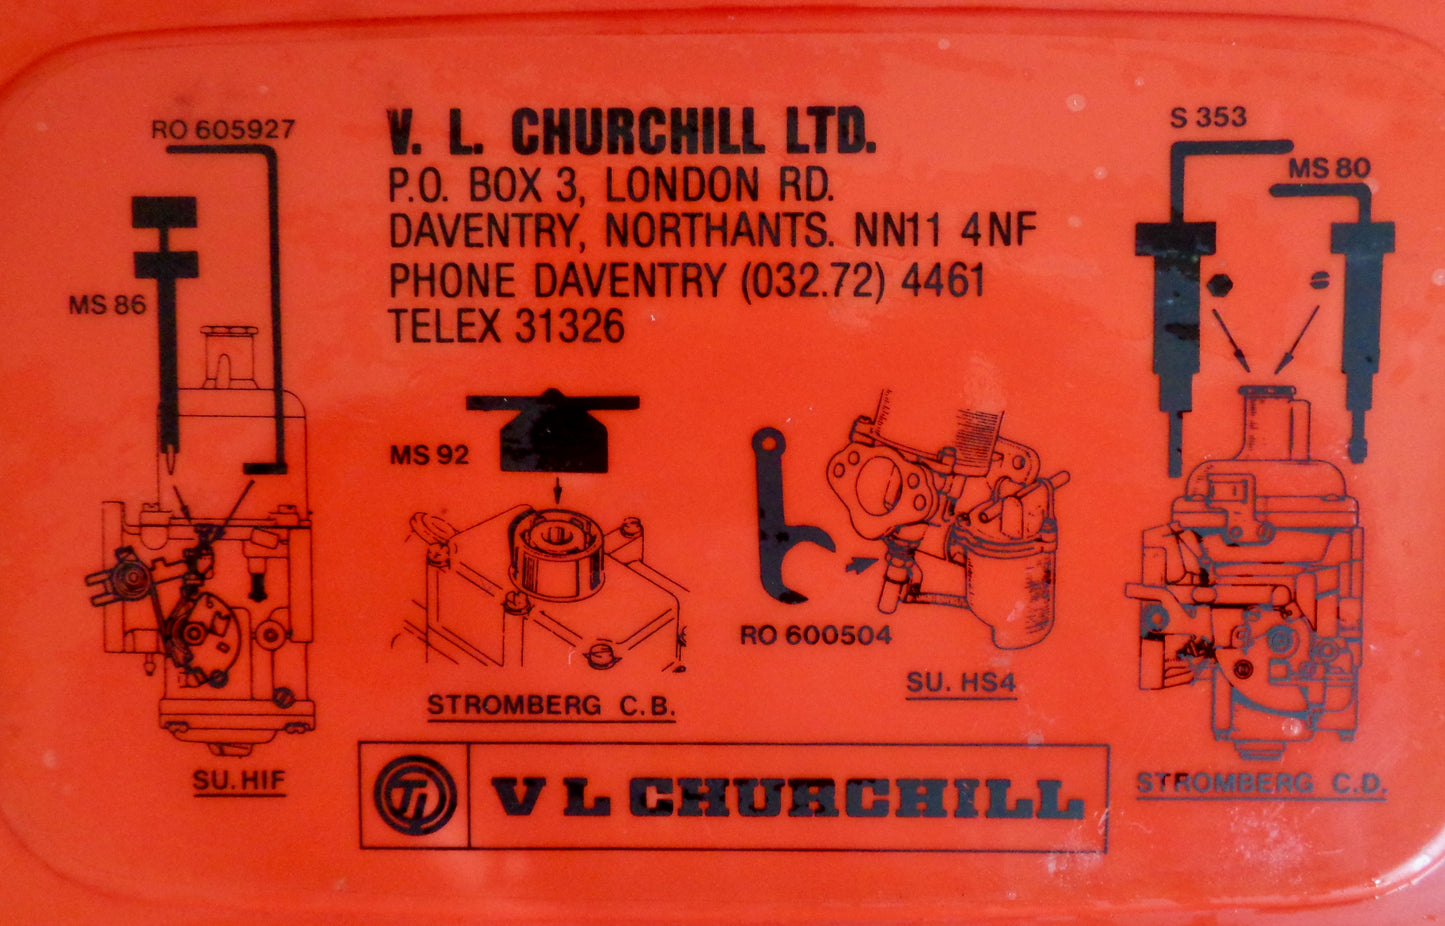 RO 605927
MS 86
SU. HIF
V. L. CHURCHILL LTD.
P.O. BOX 3, LONDON RD.
DAVENTRY, NORTHANTS. NN11 4NF
PHONE DAVENTRY (032.72) 4461
TELEX 31326
MS 92
STROMBERG C.B.
RO 600504
SU. HS4
S 353
MS 80
STROMBERG C.D.
TI
V L CHURCHILL